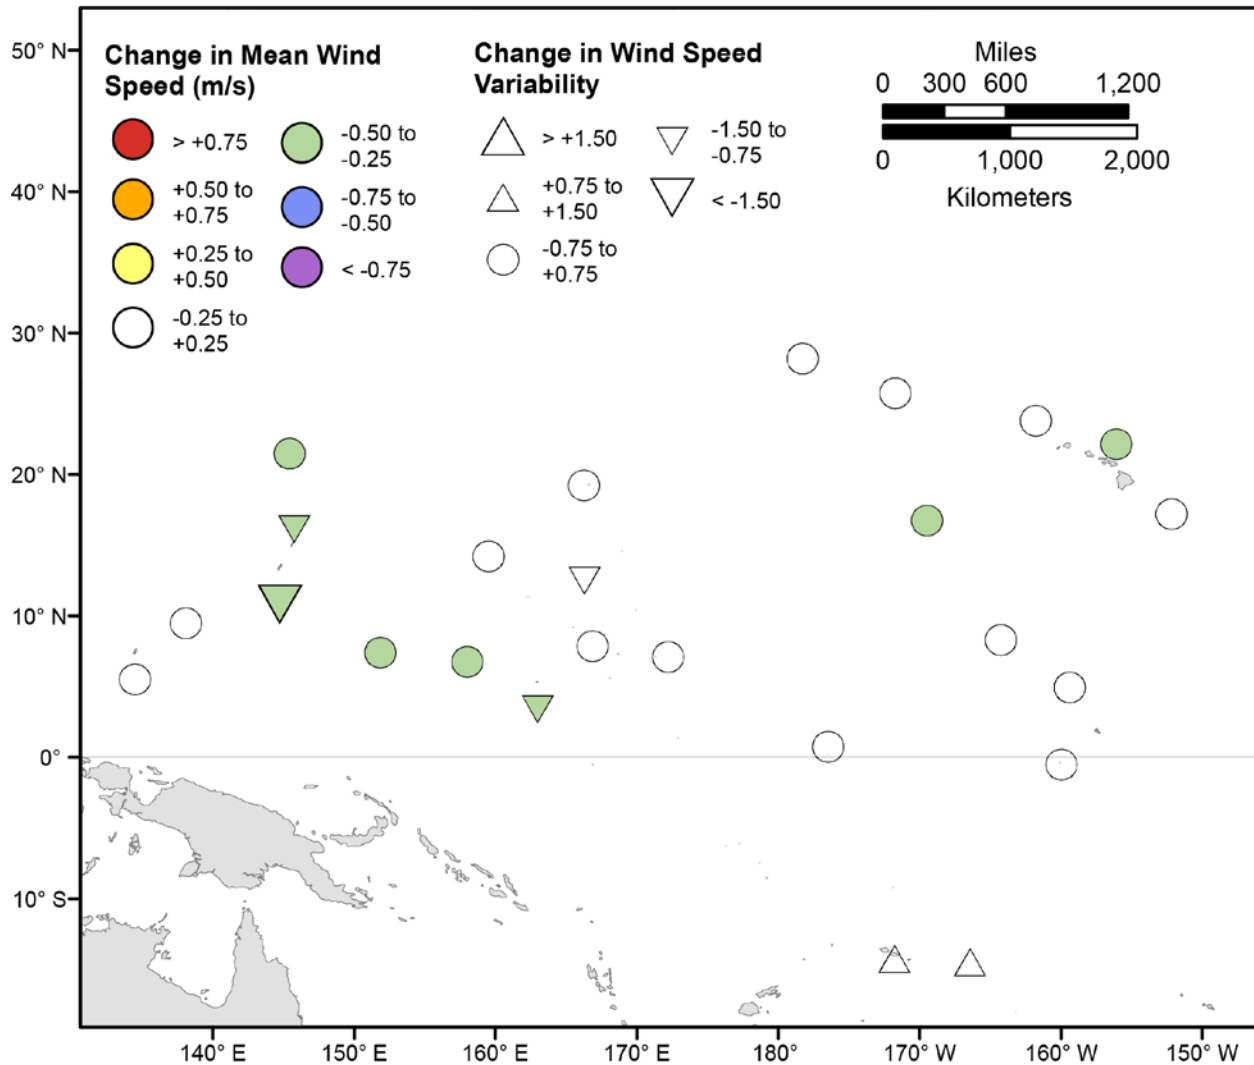 Change in Mean Wind
Speed (m/s)
> +0.75
+0.50 to
+0.75
+0.25 to
+0.50
-0.25 to
+0.25
-0.50 to
-0.25
-0.75 to
-0.50
< -0.75
Change in Wind Speed
Variability
> +1.50
+0.75 to
+1.50
-0.75 to
+0.75
-1.50 to
-0.75
< -1.50
Miles
0 300 600 1,200
0 1,000 2,000
Kilometers
50° N
40° N
30° N
20° N
10° N
0°
10° S
140° E 150° E 160° E 170° E 180° 170° W 160° W 150° W